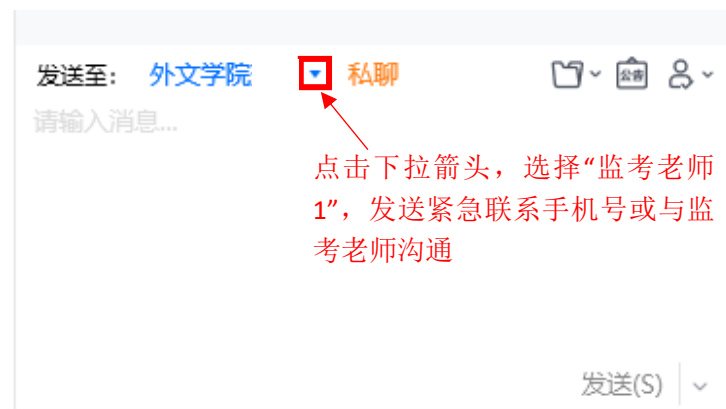 发送至： 外文学院 私聊 公告
请输入消息...
点击下拉箭头，选择“监考老师
1”，发送紧急联系手机号或与监
考老师沟通
发送(S)